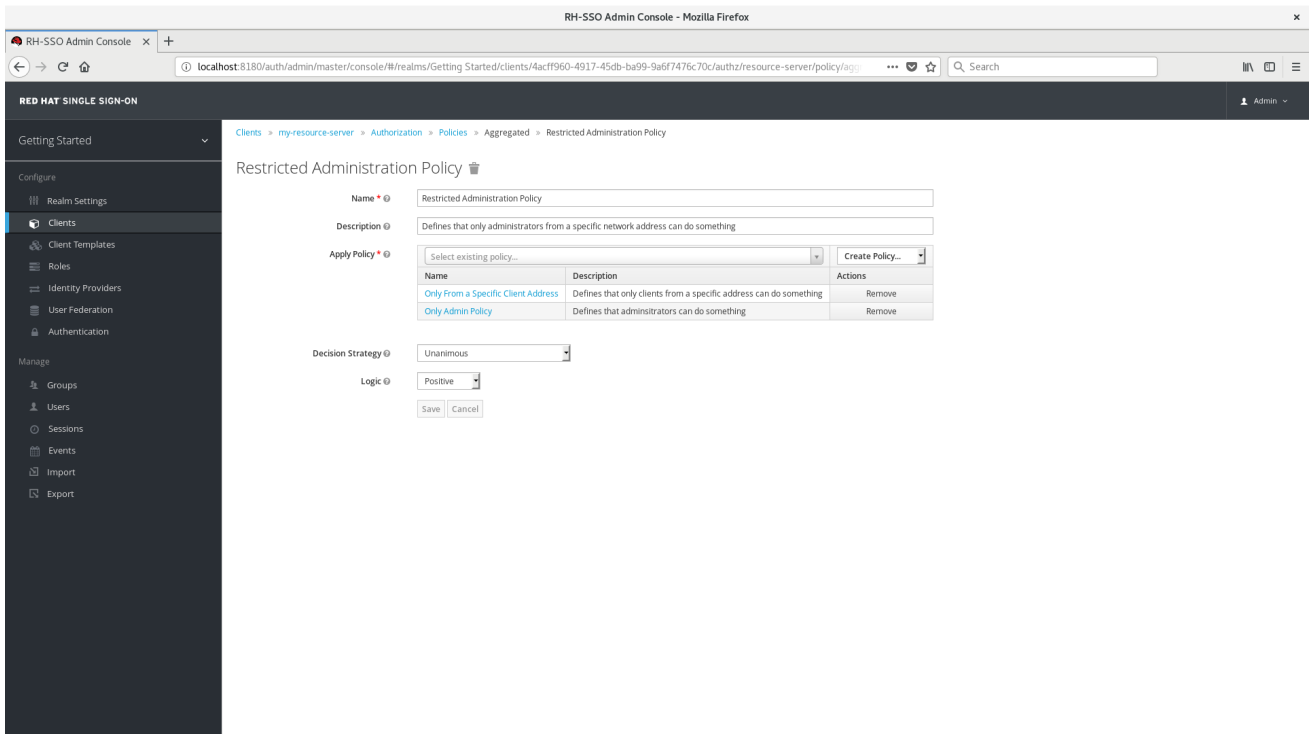 RH-SSO Admin Console - Mozilla Firefox
RH-SSO Admin Console
localhost:8180/auth/admin/master/console/#/realms/Getting Started/clients/4acff960-4917-45db-ba99-9a6f7476c70c/authz/resource-server/policy/agg
Search
RED HAT SINGLE SIGN-ON
Admin
Getting Started
Configure
Realm Settings
Clients
Client Templates
Roles
Identity Providers
User Federation
Authentication
Manage
Groups
Users
Sessions
Events
Import
Export
Clients » my-resource-server » Authorization » Policies » Aggregated » Restricted Administration Policy
Restricted Administration Policy
Name * Restricted Administration Policy
Description Defines that only administrators from a specific network address can do something
Apply Policy * Select existing policy... Create Policy...
Name Description Actions
Only From a Specific Client Address Defines that only clients from a specific address can do something Remove
Only Admin Policy Defines that adminsitrators can do something Remove
Decision Strategy Unanimous
Logic Positive
Save Cancel